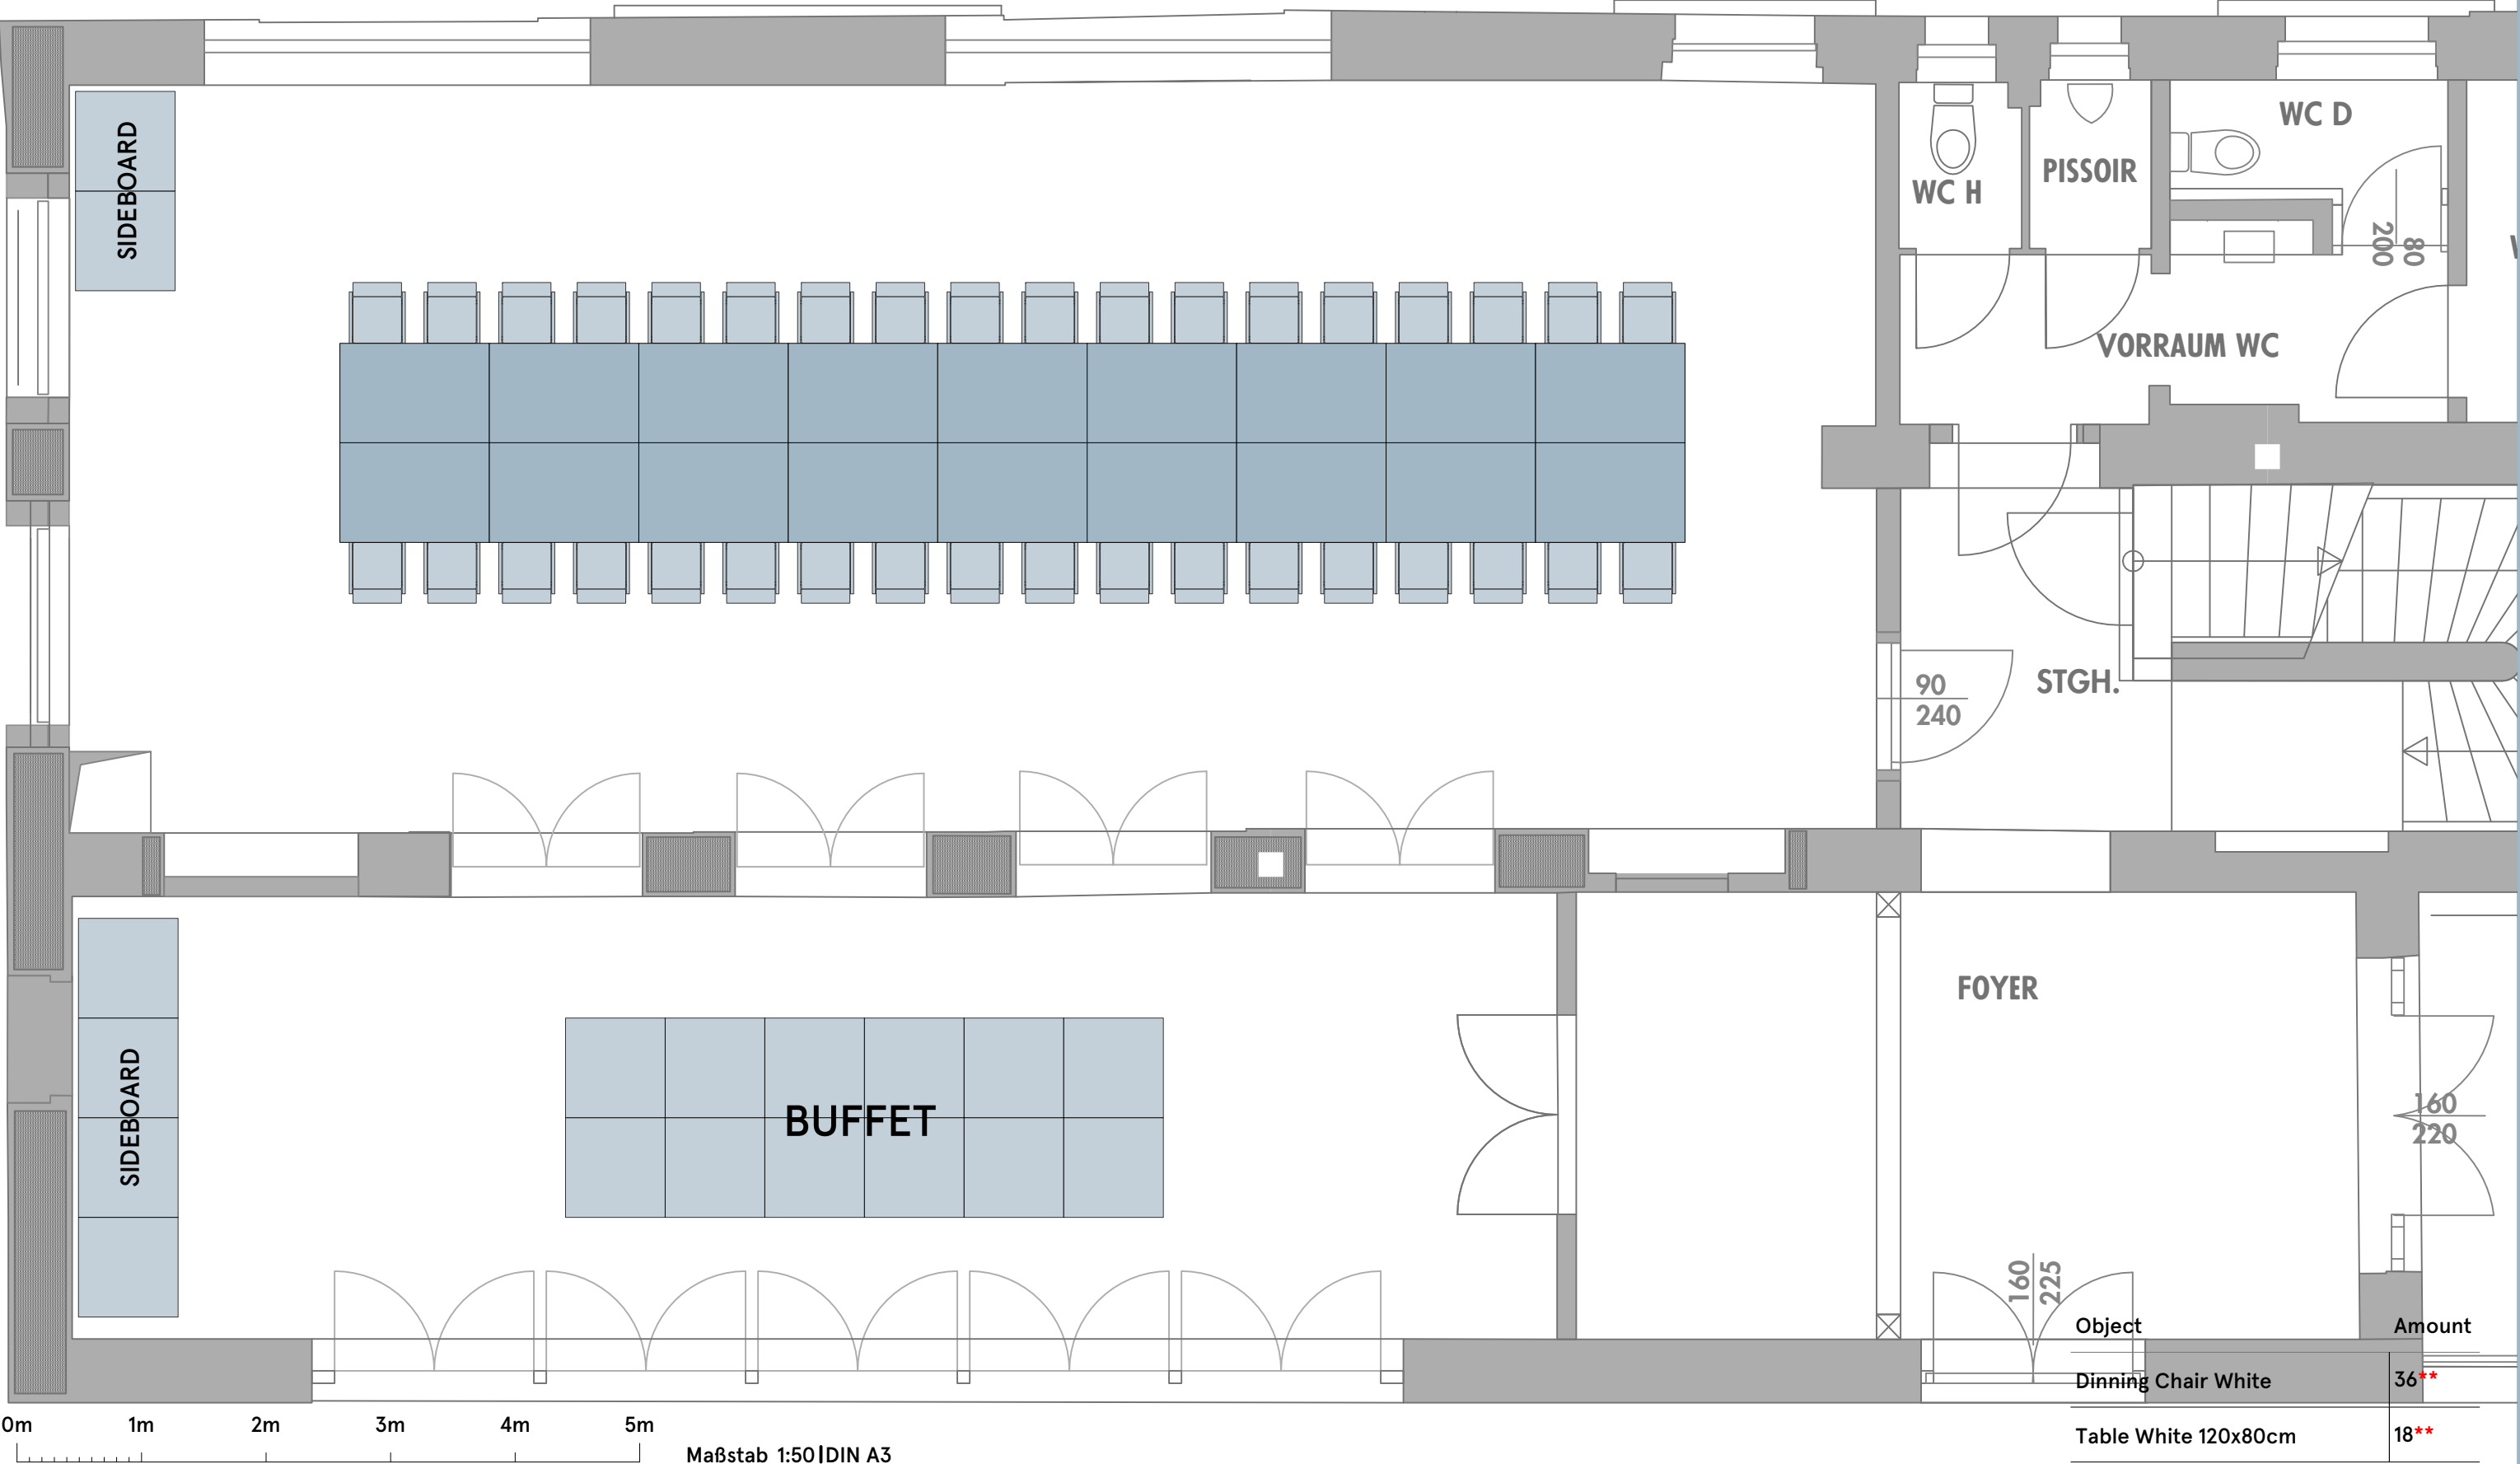 SIDEBOARD
WC H
PISSOIR
WC D
80
200
VORRAUM WC
90
240
STGH.
SIDEBOARD
BUFFET
FOYER
160
220
160
225
Object Amount
Dinning Chair White 36**
Table White 120x80cm 18**
0m 1m 2m 3m 4m 5m
Maßstab 1:50|DIN A3